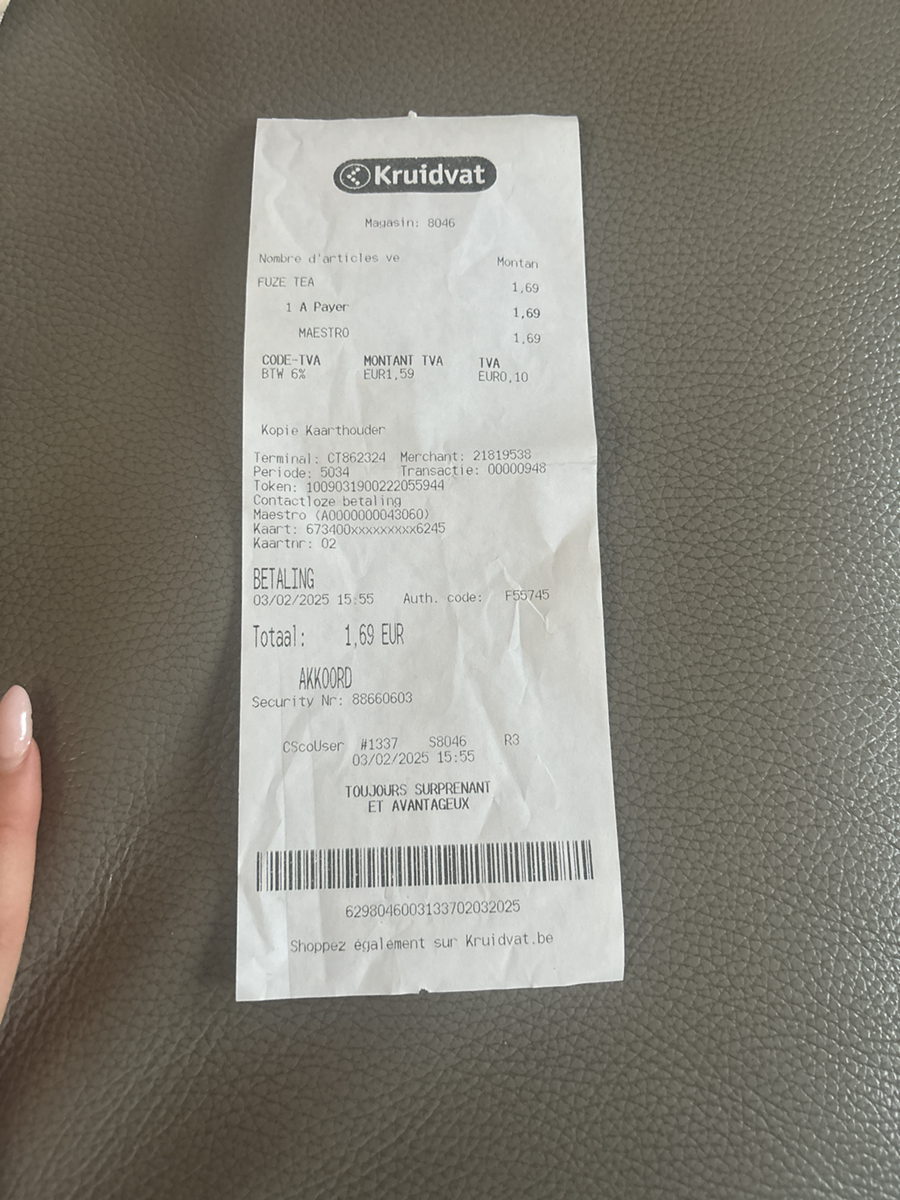 Kruidvat
Magasin: 8046
Nombre d'articles ve Montan
FUZE TEA 1,69
1 A Payer 1,69
MAESTRO 1,69
CODE-TVA MONTANT TVA TVA
BTW 6% EUR1,59 EUR0,10
Kopie Kaarthouder
Terminal: CT862324 Merchant: 21819538
Periode: 5034 Transactie: 00000948
Token: 1009031900222055944
Contactloze betaling
Maestro (A0000000043060)
Kaart: 673400xxxxxxxxx6245
Kaartnr: 02
BETALING
03/02/2025 15:55 Auth. code: F55745
Totaal: 1,69 EUR
AKKOORD
Security Nr: 88660603
CScoUser #1337 S8046 R3
03/02/2025 15:55
TOUJOURS SURPRENANT
ET AVANTAGEUX
6298046003133702032025
Shoppez également sur Kruidvat.be